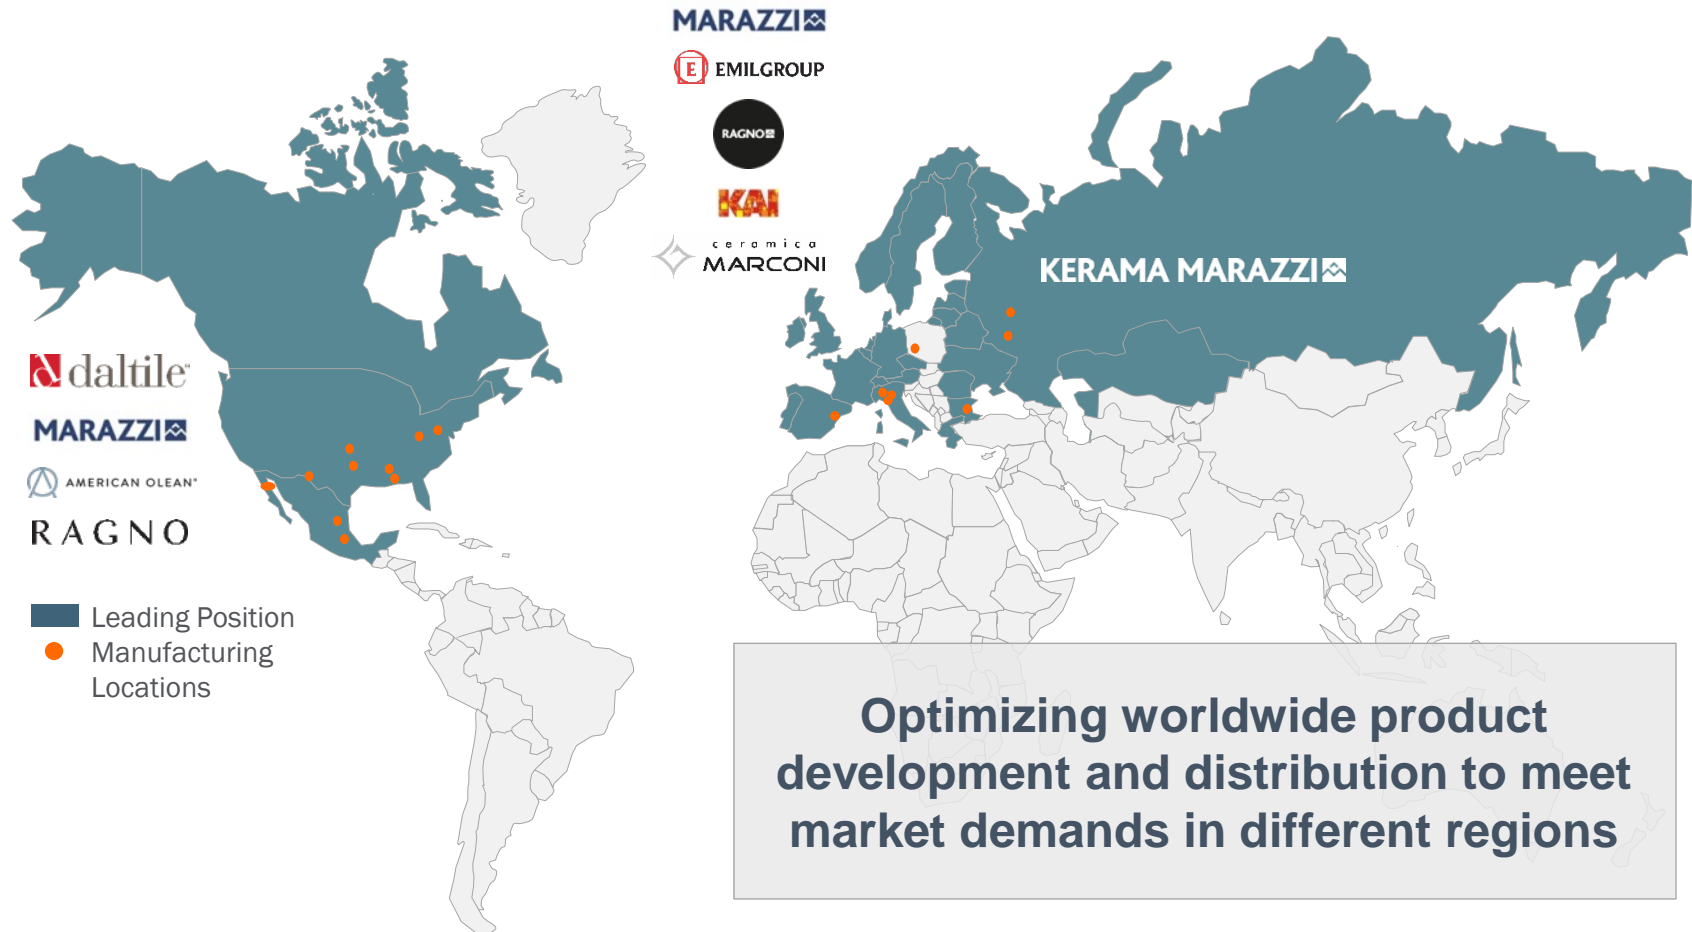 MARAZZI
E EMILGROUP
RAGNO
KAI
ceramica
MARCONI
KERAMA MARAZZI
daltile
MARAZZI
AMERICAN OLEAN®
RAGNO
Leading Position
Manufacturing
Locations
Optimizing worldwide product
development and distribution to meet
market demands in different regions